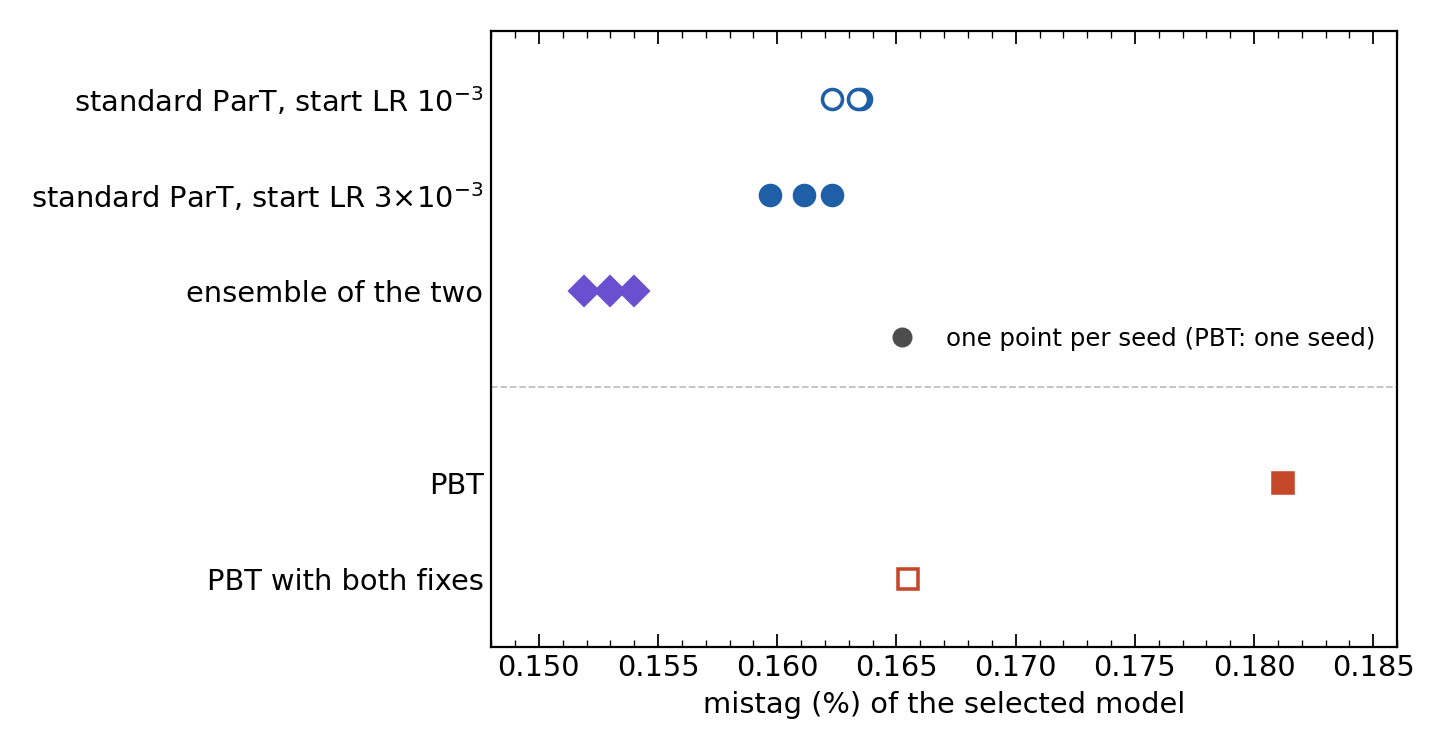 standard ParT, start LR 10⁻³
standard ParT, start LR 3×10⁻³
ensemble of the two
one point per seed (PBT: one seed)
PBT
PBT with both fixes
0.150 0.155 0.160 0.165 0.170 0.175 0.180 0.185
mistag (%) of the selected model